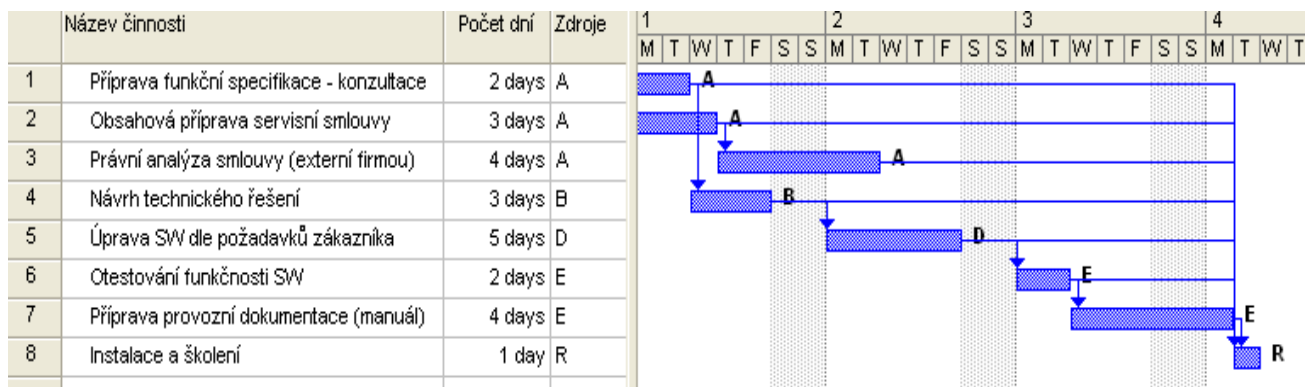 Název činnosti Počet dní Zdroje 1 2 3 4
M T W T F S S M T W T F S S M T W T F S S M T W T
1 Příprava funkční specifikace - konzultace 2 days A A
2 Obsahová příprava servisní smlouvy 3 days A A
3 Právní analýza smlouvy (externí firmou) 4 days A A
4 Návrh technického řešení 3 days B B
5 Úprava SW dle požadavků zákazníka 5 days D D
6 Otestování funkčnosti SW 2 days E E
7 Příprava provozní dokumentace (manuál) 4 days E E
8 Instalace a školení 1 day R R